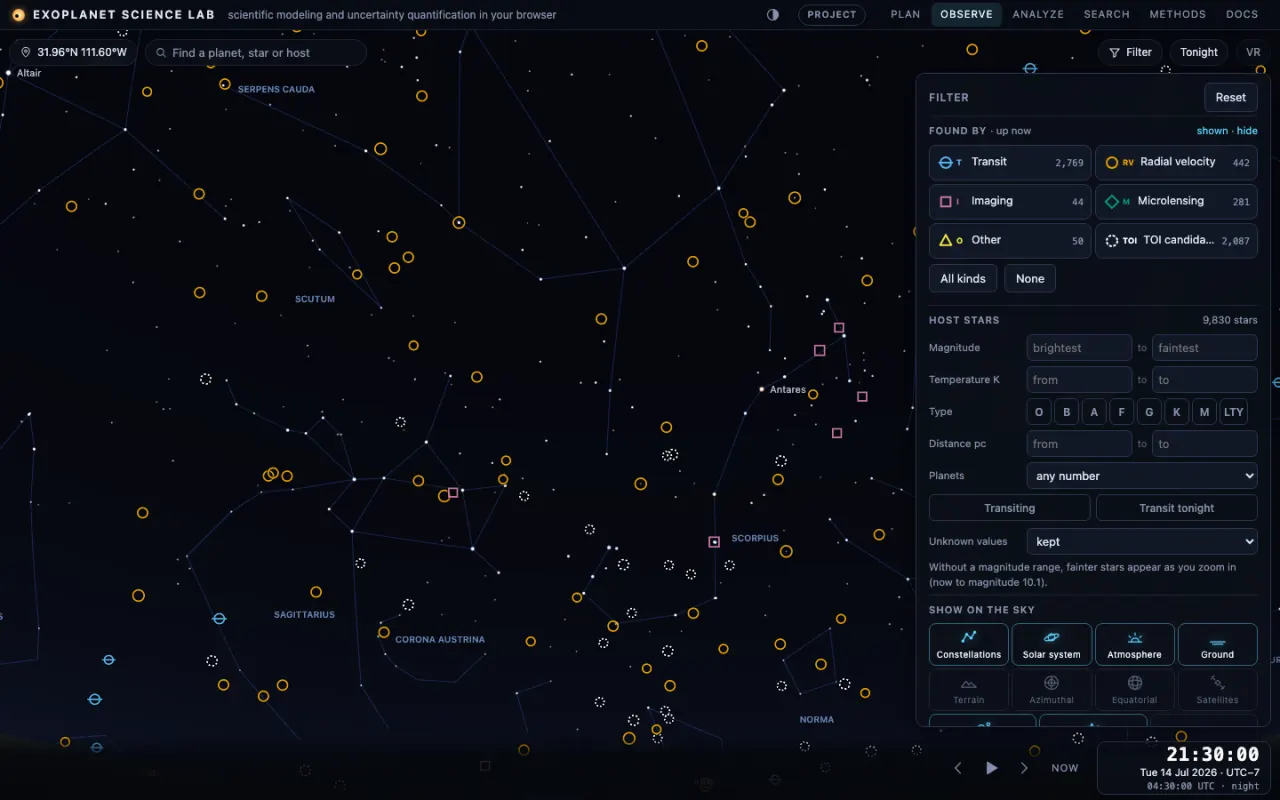 EXOPLANET SCIENCE LAB scientific modeling and uncertainty quantification in your browser PROJECT PLAN OBSERVE ANALYZE SEARCH METHODS DOCS
31.96°N 111.60°W Find a planet, star or host Filter Tonight VR
Altair
SERPENS CAUDA
SCUTUM
Antares
SCORPIUS
SAGITTARIUS
CORONA AUSTRINA
NORMA
FILTER Reset
FOUND BY · up now shown · hide
T Transit 2,769 RV Radial velocity 442
I Imaging 44 M Microlensing 281
O Other 50 TOI TOI candida... 2,087
All kinds None
HOST STARS 9,830 stars
Magnitude brightest to faintest
Temperature K from to to
Type O B A F G K M LTY
Distance pc from to to
Planets any number
Transiting Transit tonight
Unknown values kept
Without a magnitude range, fainter stars appear as you zoom in
(now to magnitude 10.1).
SHOW ON THE SKY
Constellations Solar system Atmosphere Ground
Terrain Azimuthal Equatorial Satellites
NOW
21:30:00
Tue 14 Jul 2026 · UTC−7
04:30:00 UTC · night